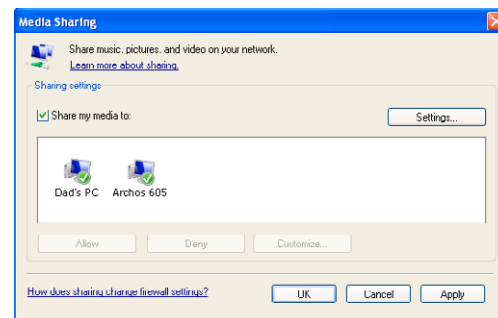 Media Sharing
Share music, pictures, and video on your network.
Learn more about sharing.
Sharing settings
Share my media to:
Settings...
Dad's PC
Archos 605
Allow
Deny
Customize...
How does sharing change firewall settings?
OK
Cancel
Apply